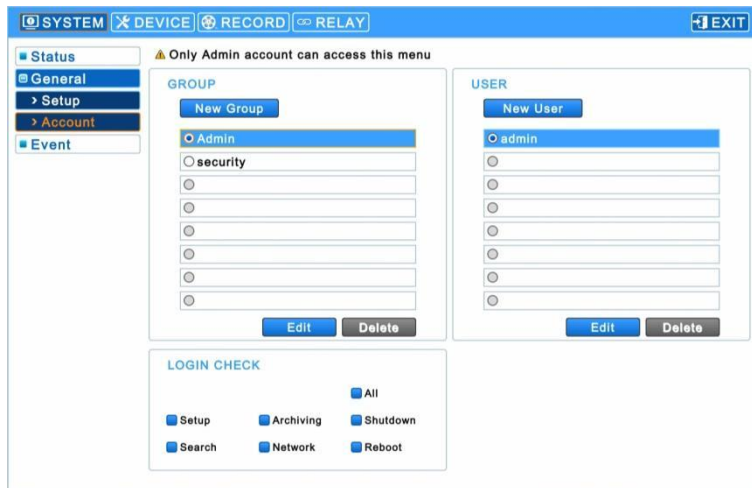 SYSTEM DEVICE RECORD RELAY EXIT
Status
General
> Setup
> Account
Event
Only Admin account can access this menu
GROUP
New Group
Admin
security
Edit Delete
USER
New User
admin
Edit Delete
LOGIN CHECK
All
Setup Archiving Shutdown
Search Network Reboot